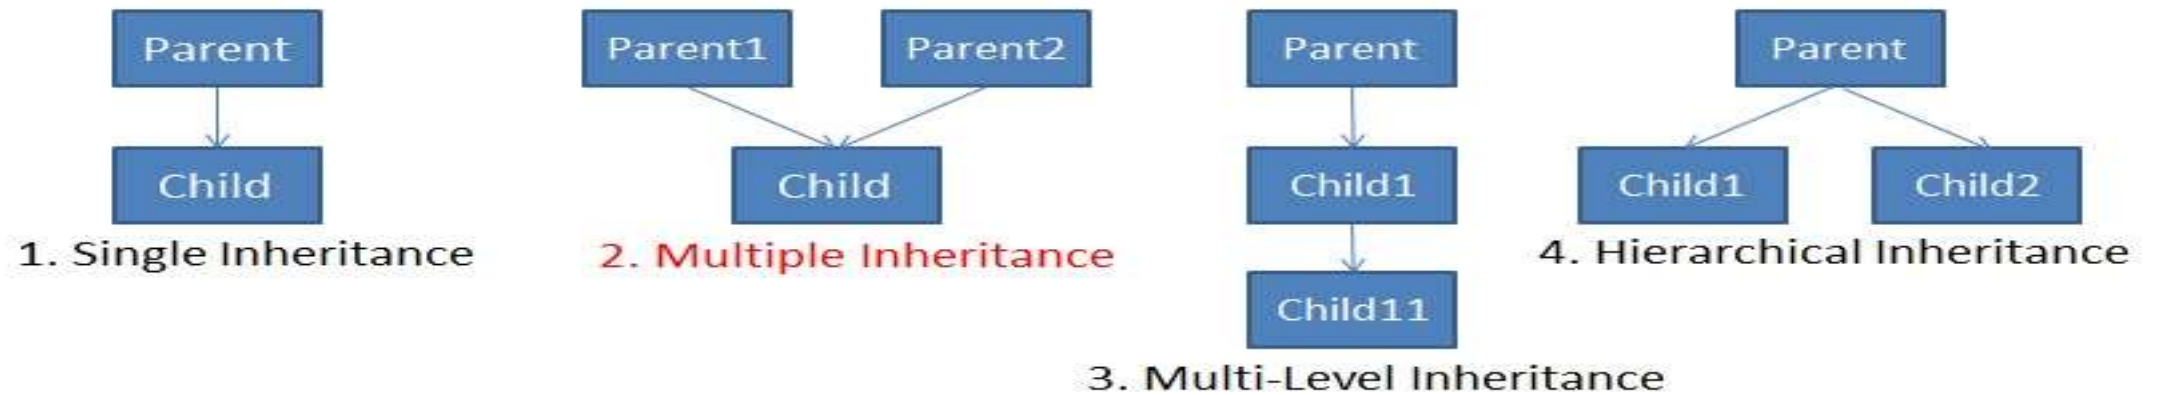 Parent
Child
1. Single Inheritance
Parent1 Parent2
Child
2. Multiple Inheritance
Parent
Child1
Child11
3. Multi-Level Inheritance
Parent
Child1 Child2
4. Hierarchical Inheritance